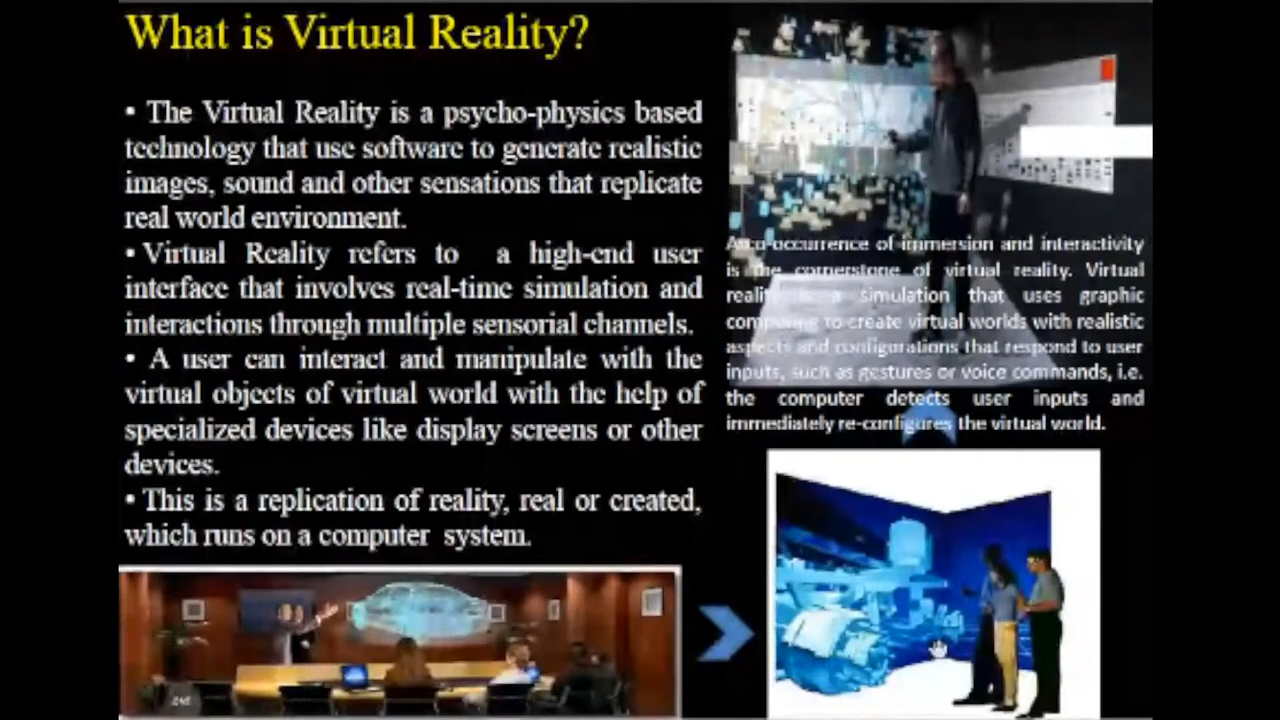 What is Virtual Reality?
• The Virtual Reality is a psycho-physics based
technology that use software to generate realistic
images, sound and other sensations that replicate
real world environment.
• Virtual Reality refers to a high-end user
interface that involves real-time simulation and
interactions through multiple sensorial channels.
• A user can interact and manipulate with the
virtual objects of virtual world with the help of
specialized devices like display screens or other
devices.
• This is a replication of reality, real or created,
which runs on a computer system.
A co-occurrence of immersion and interactivity
is the cornerstone of virtual reality. Virtual
reality is a simulation that uses graphic
computing to create virtual worlds with realistic
aspects and configurations that respond to user
inputs, such as gestures or voice commands, i.e.
the computer detects user inputs and
immediately re-configures the virtual world.